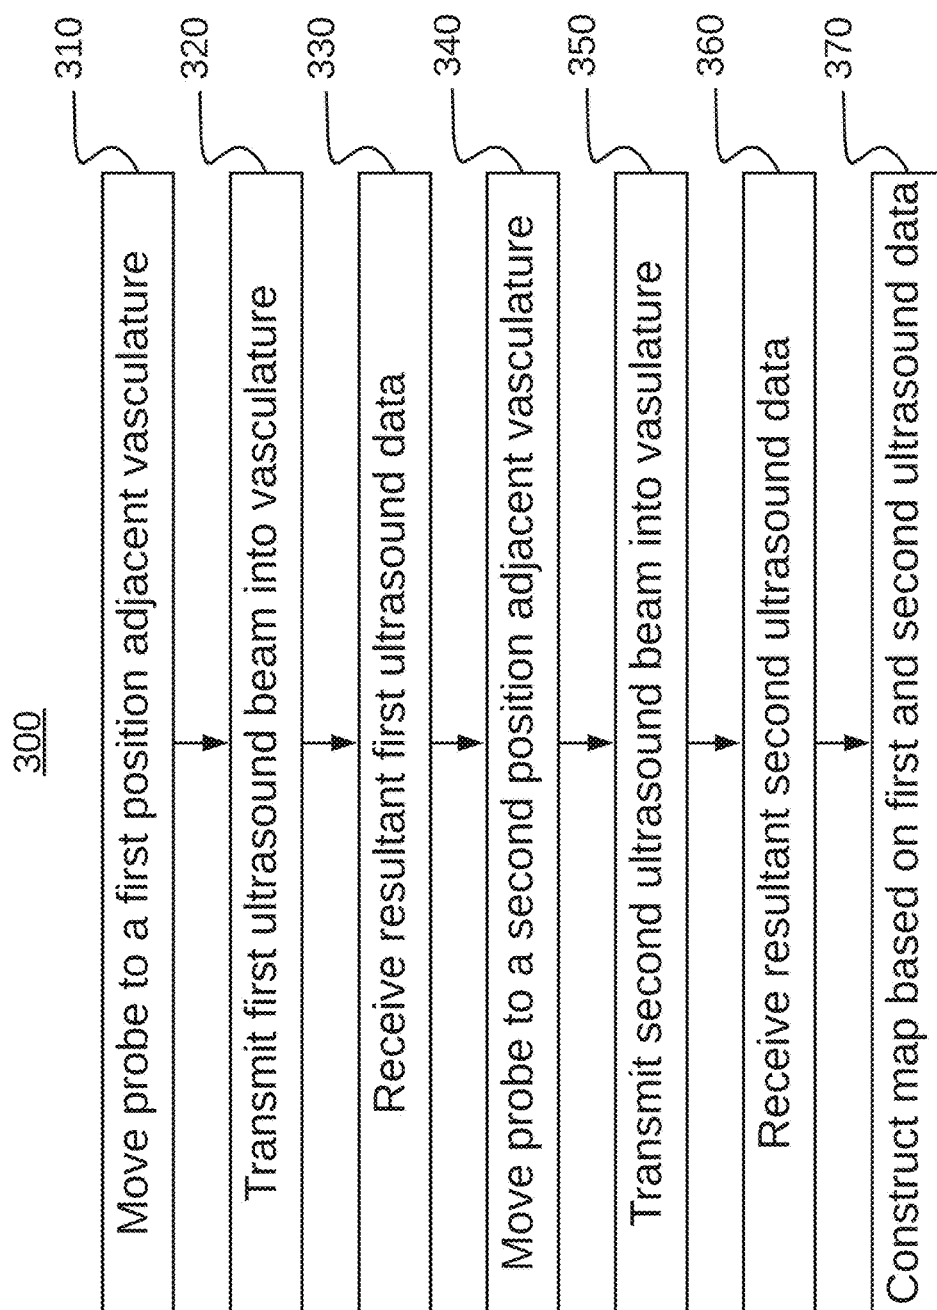 300
Move probe to a first position adjacent vasculature
310
Transmit first ultrasound beam into vasculature
320
Receive resultant first ultrasound data
330
Move probe to a second position adjacent vasculature
340
Transmit second ultrasound beam into vasulature
350
Receive resultant second ultrasound data
360
Construct map based on first and second ultrasound data
370